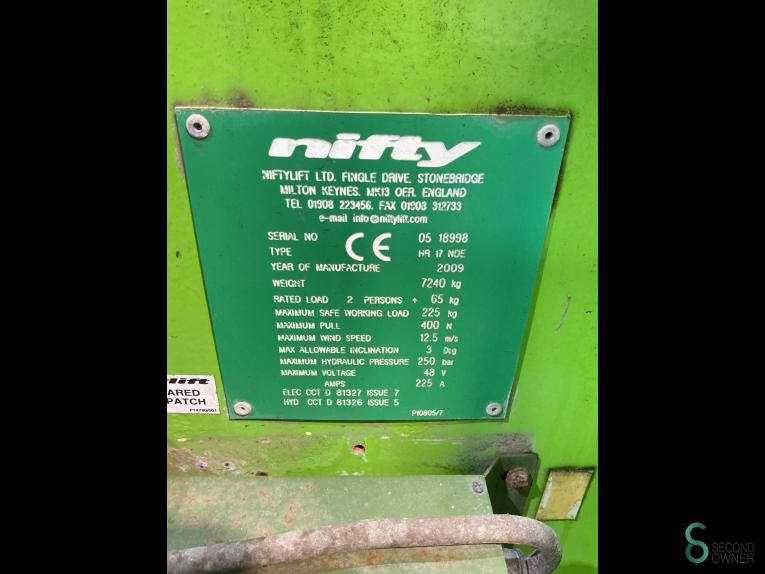 nifty
NIFTYLIFT LTD. FINGLE DRIVE, STONEBRIDGE
MILTON KEYNES. MK13 OER. ENGLAND
TEL 01908 223456. FAX 01903 312733
e-mail info@niftylift.com
SERIAL NO CE 05 18998
TYPE HR 17 NDE
YEAR OF MANUFACTURE 2009
WEIGHT 7240 kg
RATED LOAD 2 PERSONS + 65 kg
MAXIMUM SAFE WORKING LOAD 225 kg
MAXIMUM PULL 400 N
MAXIMUM WIND SPEED 12.5 m/s
MAX ALLOWABLE INCLINATION 3 Deg
MAXIMUM HYDRAULIC PRESSURE 250 bar
MAXIMUM VOLTAGE 48 V
AMPS 225 A
ELEC CCT D 81327 ISSUE 7
HYD CCT D 81326 ISSUE 5
P10805/7
lift
ARED
PATCH
SECOND
OWNER